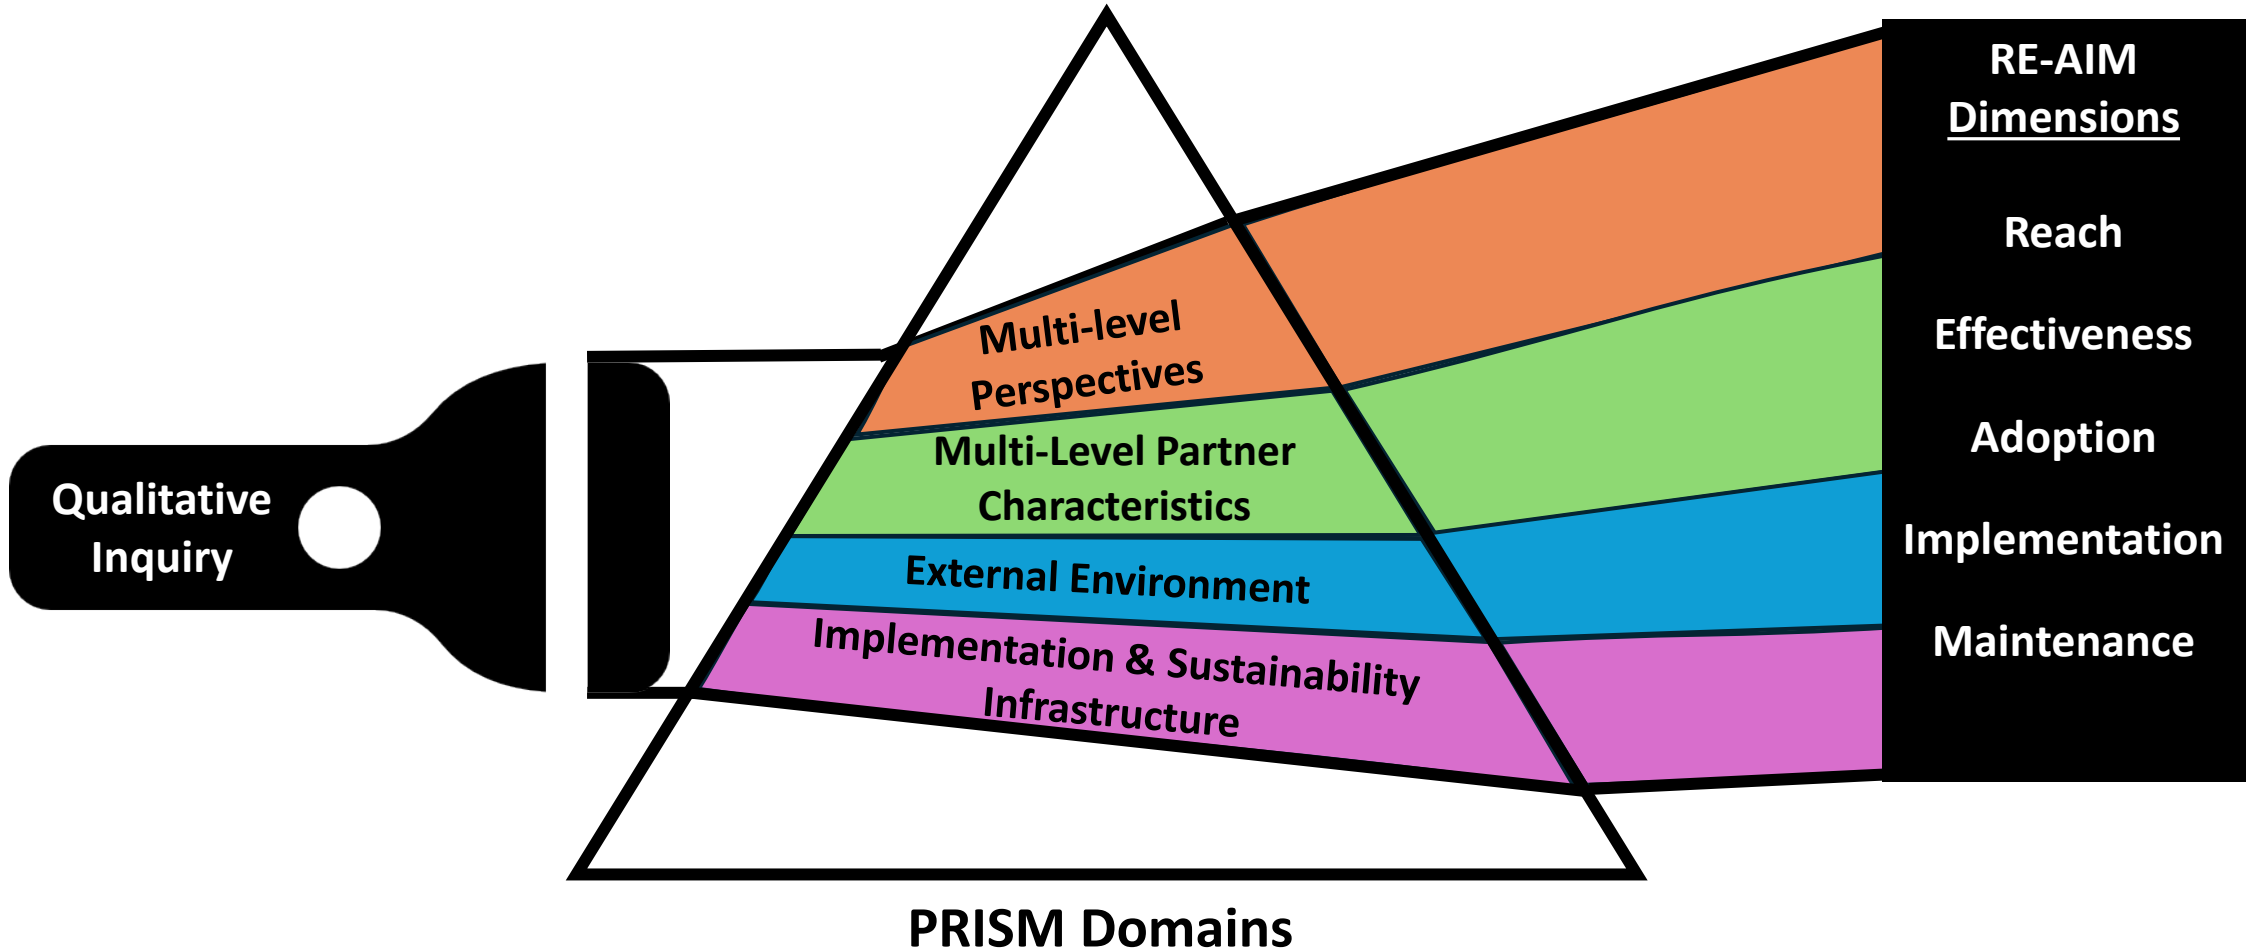 Qualitative
Inquiry
Multi-level
Perspectives
Multi-Level Partner
Characteristics
External Environment
Implementation & Sustainability
Infrastructure
PRISM Domains
RE-AIM
Dimensions
Reach
Effectiveness
Adoption
Implementation
Maintenance